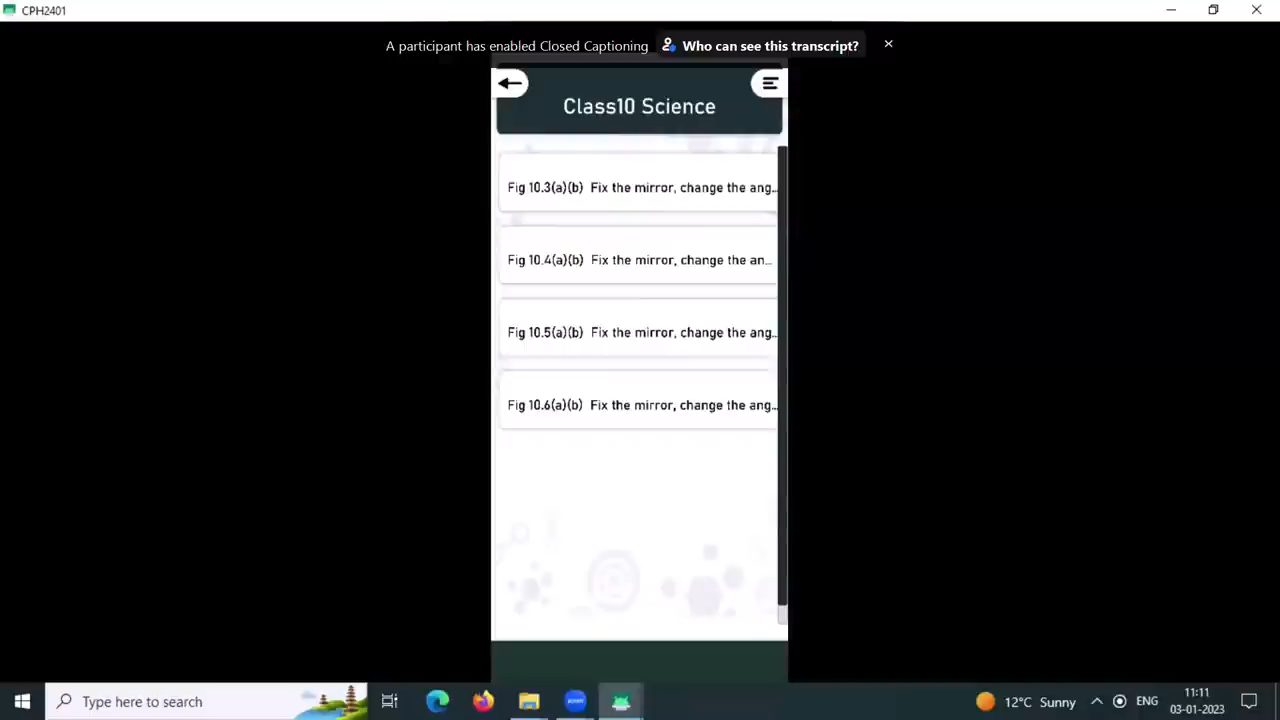 CPH2401
A participant has enabled Closed Captioning Who can see this transcript?
Class10 Science
Fig 10.3(a)(b) Fix the mirror, change the ang...
Fig 10.4(a)(b) Fix the mirror, change the an...
Fig 10.5(a)(b) Fix the mirror, change the ang...
Fig 10.6(a)(b) Fix the mirror, change the ang...
Type here to search
zoom
12°C Sunny
ENG
11:11
03-01-2023